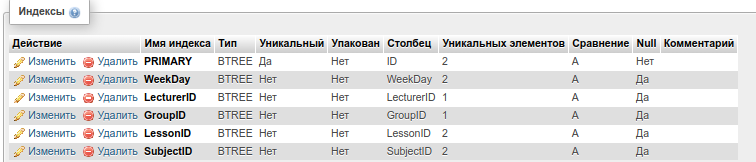 Индексы
Действие Имя индекса Тип Уникальный Упакован Столбец Уникальных элементов Сравнение Null Комментарий
Изменить Удалить PRIMARY BTREE Да Нет ID 2 A Нет
Изменить Удалить WeekDay BTREE Нет Нет WeekDay 2 A Да
Изменить Удалить LecturerID BTREE Нет Нет LecturerID 1 A Да
Изменить Удалить GroupID BTREE Нет Нет GroupID 1 A Да
Изменить Удалить LessonID BTREE Нет Нет LessonID 2 A Да
Изменить Удалить SubjectID BTREE Нет Нет SubjectID 2 A Да